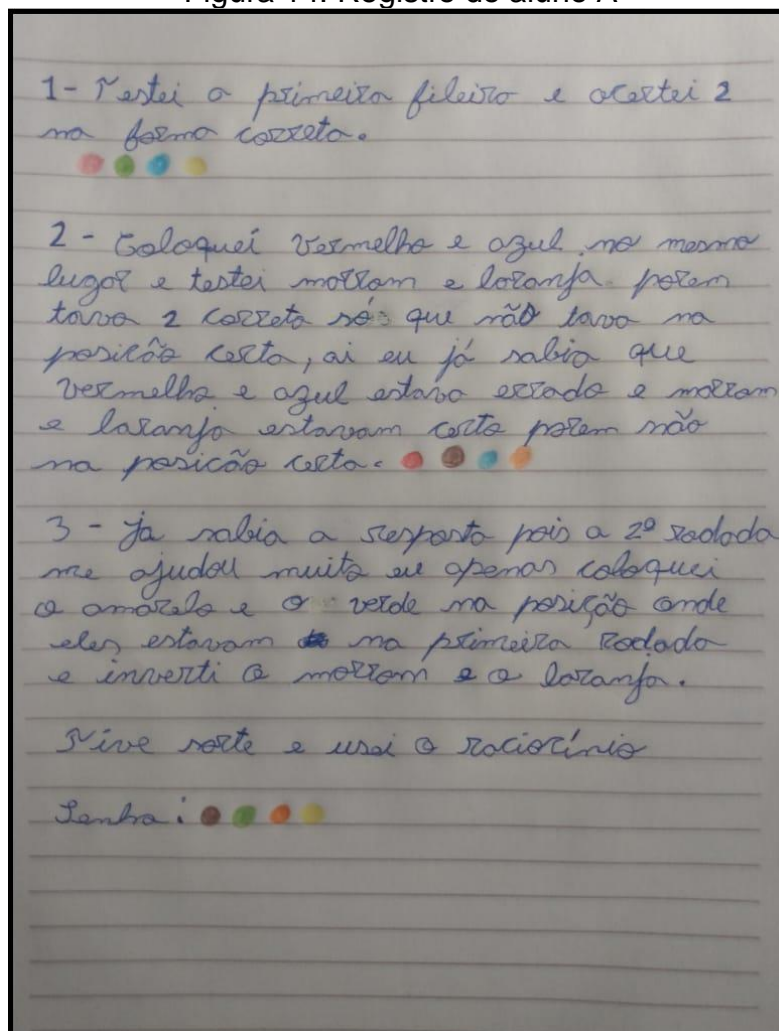 Figura 14: Registro do aluno A
1- Testei a primeira fileira e acertei 2
na forma correta.
2 - Coloquei vermelho e azul no mesmo
lugar e testei marrom e laranja porem
tava 2 correta só que não tava na
posicão certa, ai eu já sabia que
vermelho e azul estava errado e marrom
e laranja estavam certo porem não
na posicão certa.
3 - Ja sabia a resposta pois a 2º rodada
me ajudou muito eu apenas coloquei
o amarelo e o verde na posição onde
eles estavam na primeira rodada
e inverti o marrom e o laranja.
Tive sorte e usei o raciocínio
Senha: